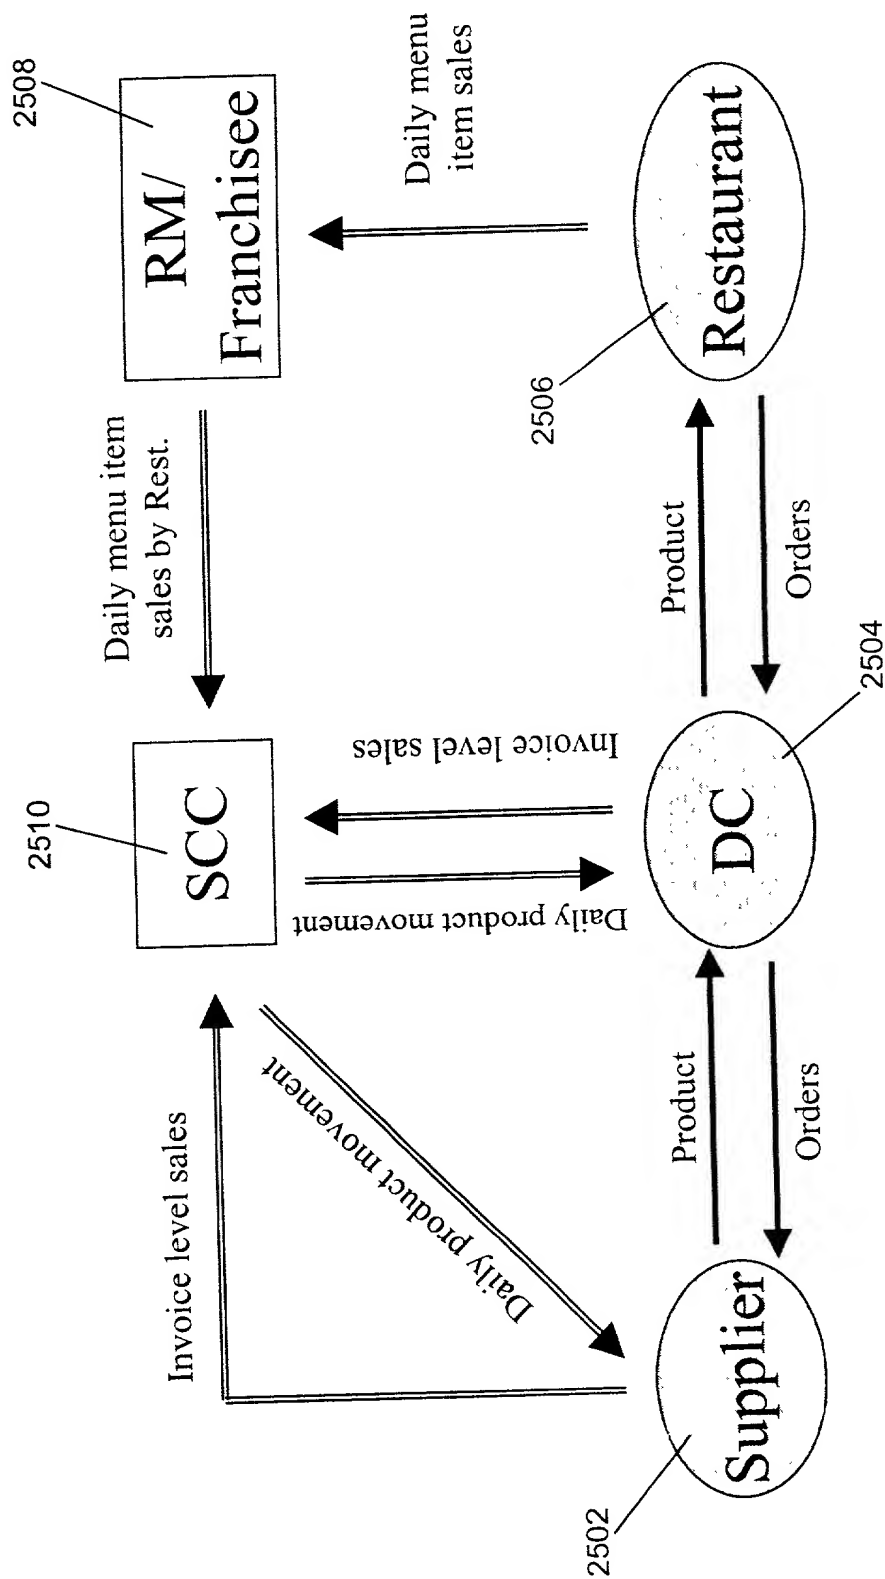 2510
2508
SCC
RM/
Franchisee
Daily menu item
sales by Rest.
Invoice level sales
Daily product movement
Daily product movement
Invoice level sales
Daily menu
item sales
2502
Supplier
Product
Orders
DC
2504
Product
Orders
2506
Restaurant